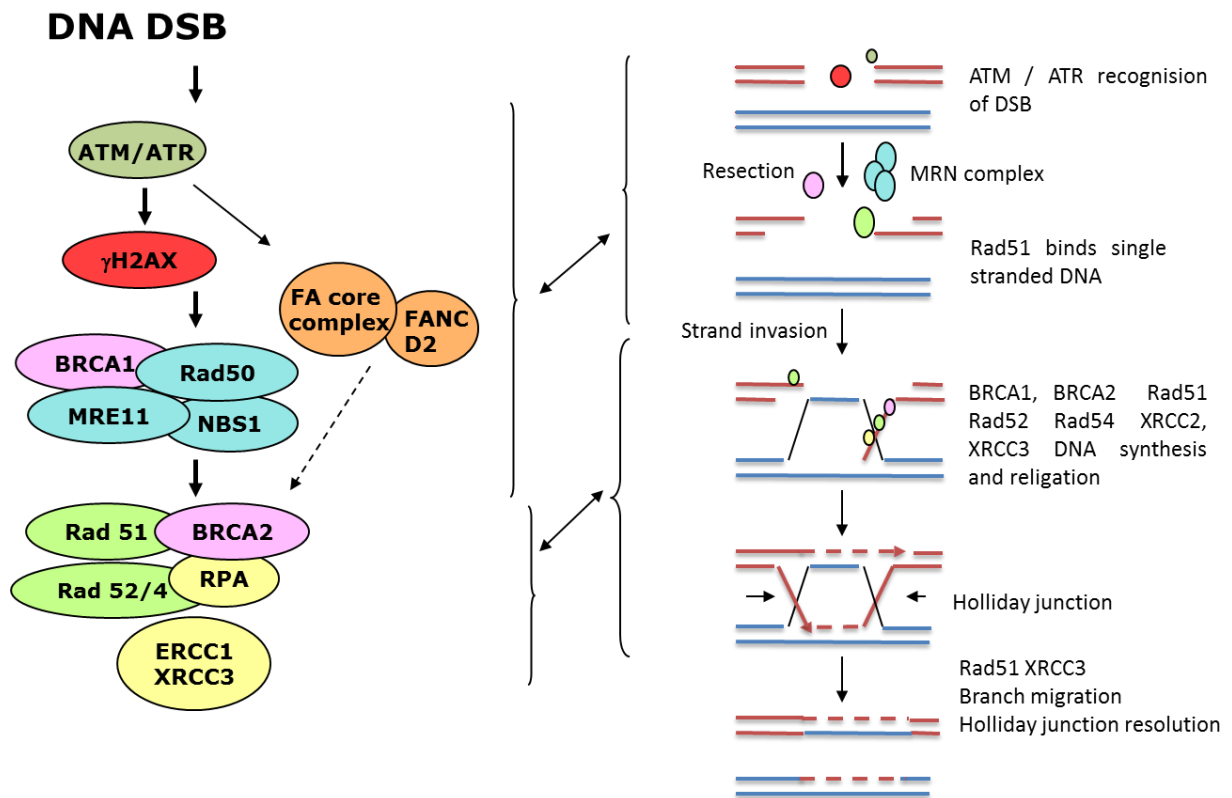 DNA DSB
ATM/ATR
γH2AX
FA core
complex
FANC
D2
BRCA1
Rad50
MRE11
NBS1
Rad 51
BRCA2
Rad 52/4
RPA
ERCC1
XRCC3
ATM / ATR recognision
of DSB
Resection
MRN complex
Rad51 binds single
stranded DNA
Strand invasion
BRCA1, BRCA2 Rad51
Rad52 Rad54 XRCC2,
XRCC3 DNA synthesis
and religation
Holliday junction
Rad51 XRCC3
Branch migration
Holliday junction resolution